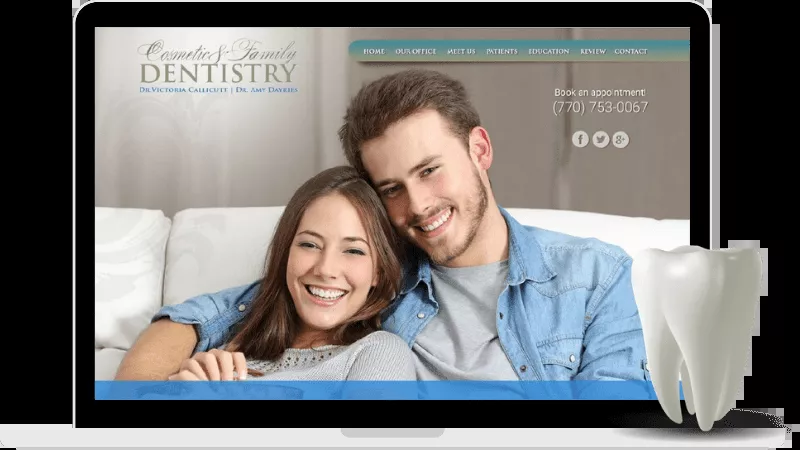 Cosmetic & Family
DENTISTRY
DR. VICTORIA CALLICUTT | DR. AMY DAYRIES
HOME OUR OFFICE MEET US PATIENTS EDUCATION REVIEW CONTACT
Book an appointment!
(770) 753-0067